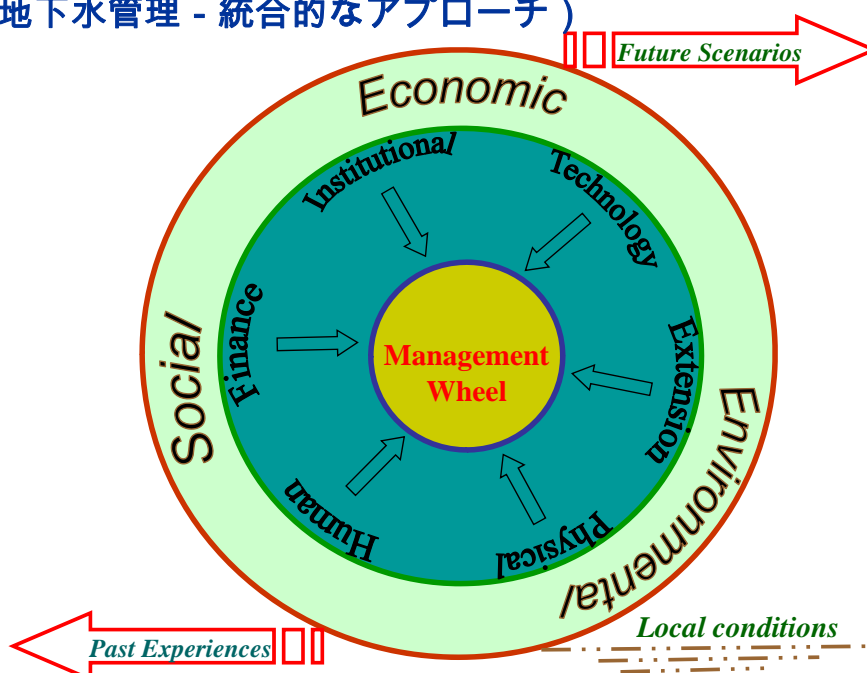 地下水管理 - 統合的なアプローチ）
Future Scenarios
Economic
Institutional
Technology
Finance
Social
Management
Wheel
Extension
Environmental
Human
Physical
Local conditions
Past Experiences